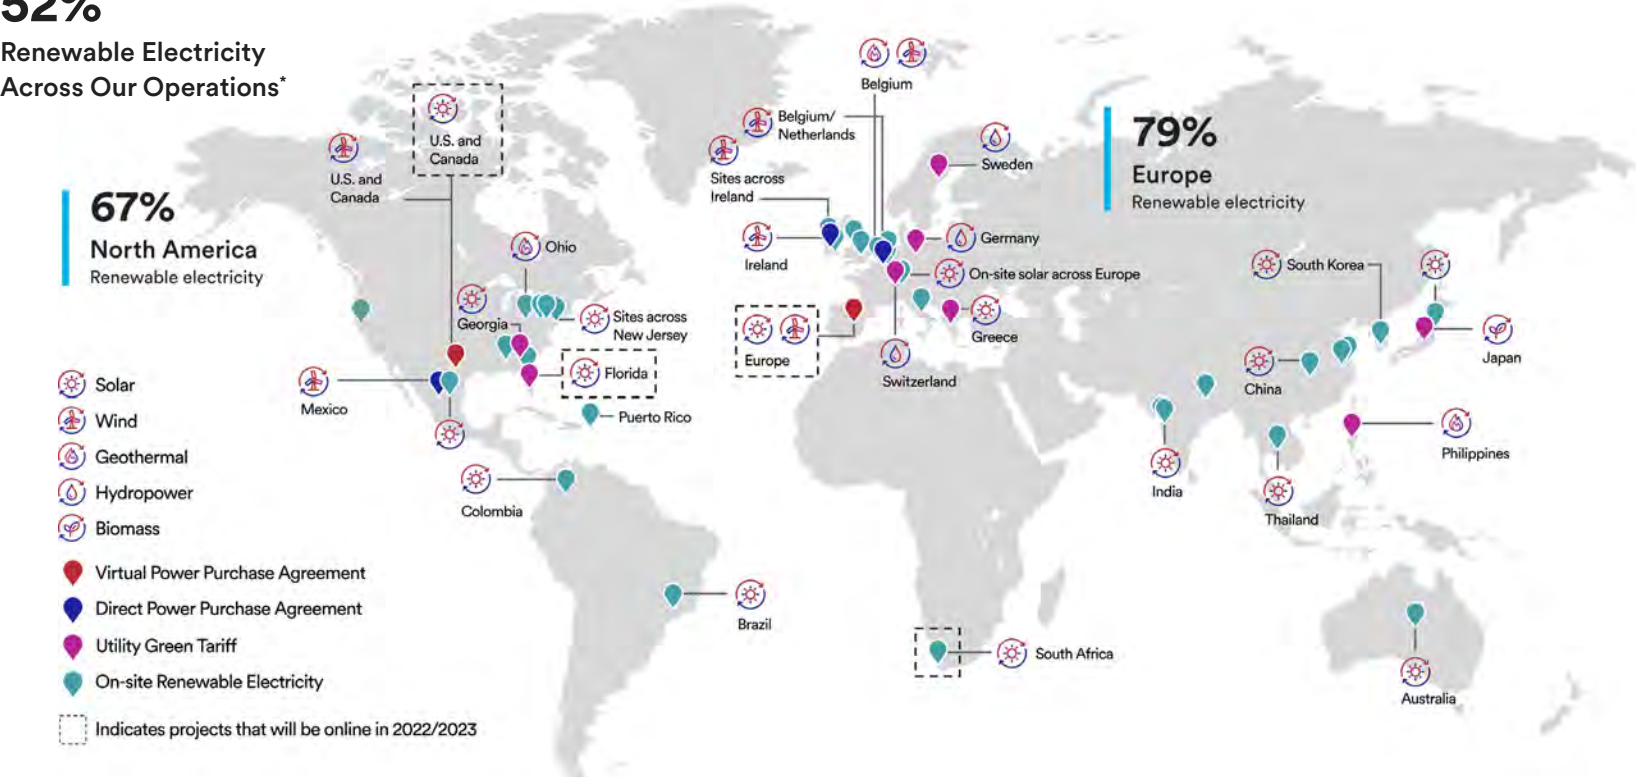 52%
Renewable Electricity
Across Our Operations*
67%
North America
Renewable electricity
79%
Europe
Renewable electricity
U.S. and
Canada
U.S. and
Canada
Ohio
Georgia
Sites across
New Jersey
Florida
Mexico
Puerto Rico
Colombia
Brazil
Belgium
Belgium/
Netherlands
Sites across
Ireland
Ireland
Sweden
Germany
On-site solar across Europe
Greece
Europe
Switzerland
South Africa
South Korea
Japan
China
Philippines
India
Thailand
Australia
Solar
Wind
Geothermal
Hydropower
Biomass
Virtual Power Purchase Agreement
Direct Power Purchase Agreement
Utility Green Tariff
On-site Renewable Electricity
Indicates projects that will be online in 2022/2023